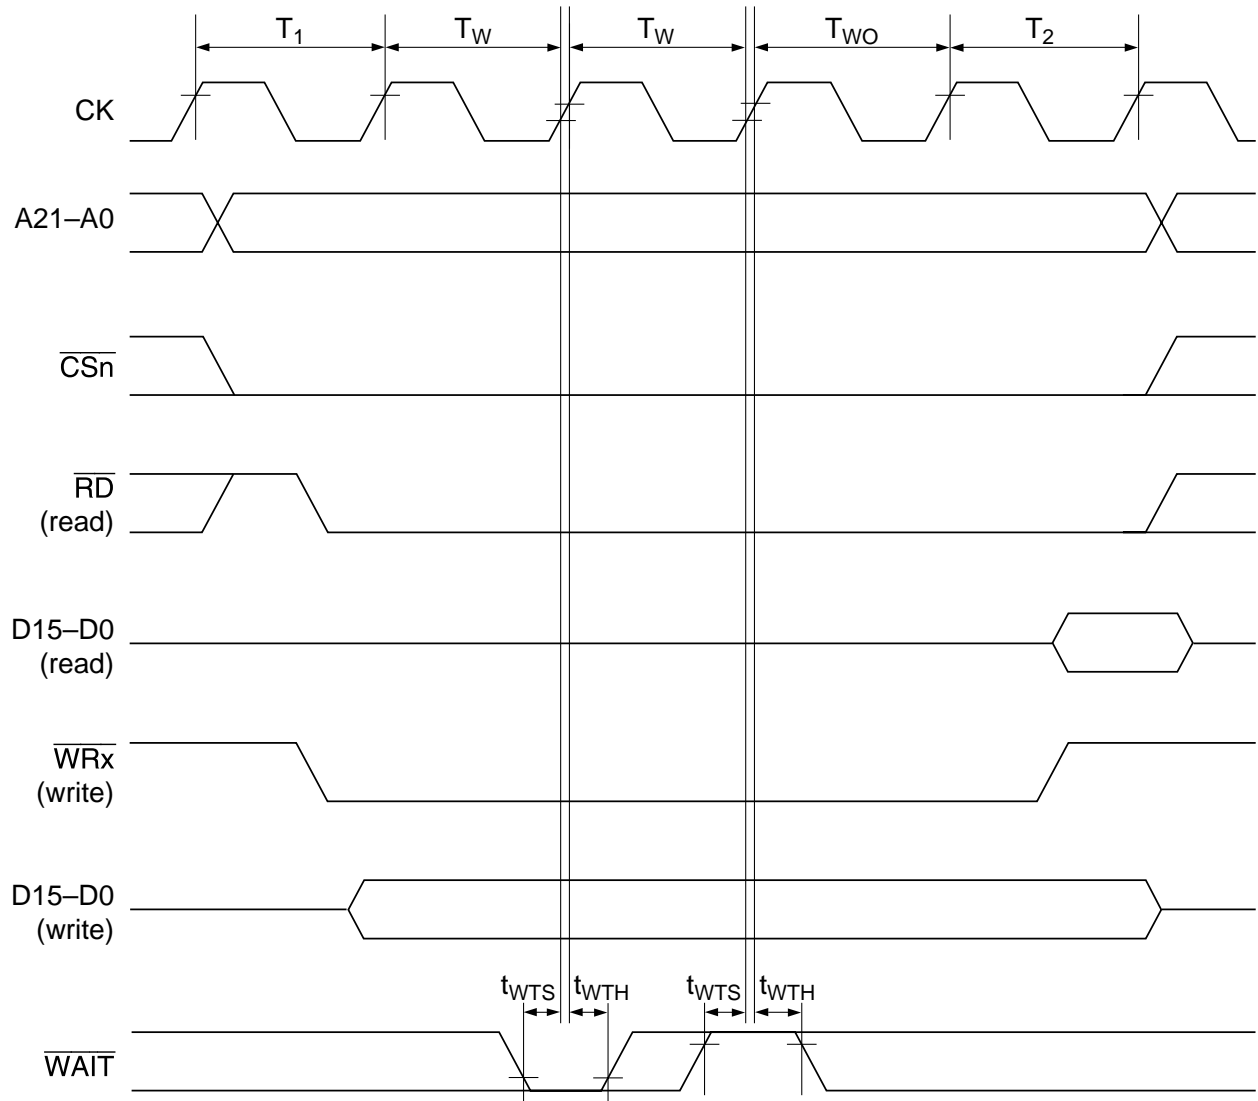 T1 TW TW TWO T2
CK
A21–A0
CSn
RD
(read)
D15–D0
(read)
WRx
(write)
D15–D0
(write)
tWTS tWTH tWTS tWTH
WAIT